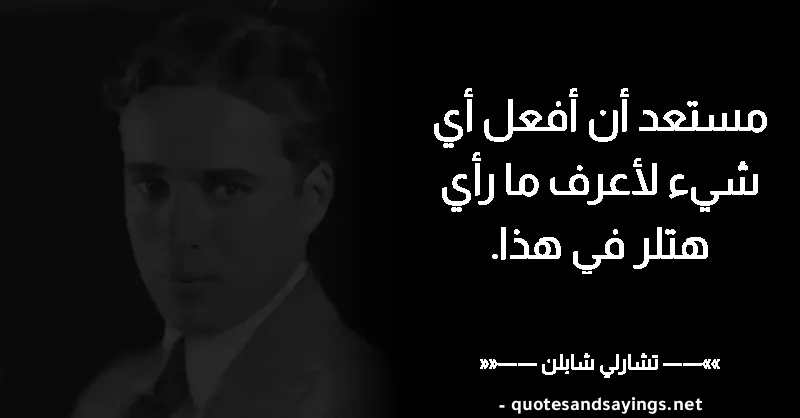 مستعد أن أفعل أي
شيء لأعرف ما رأي
هتلر في هذا.
»»—— تشارلي شابلن ——««
- quotesandsayings.net